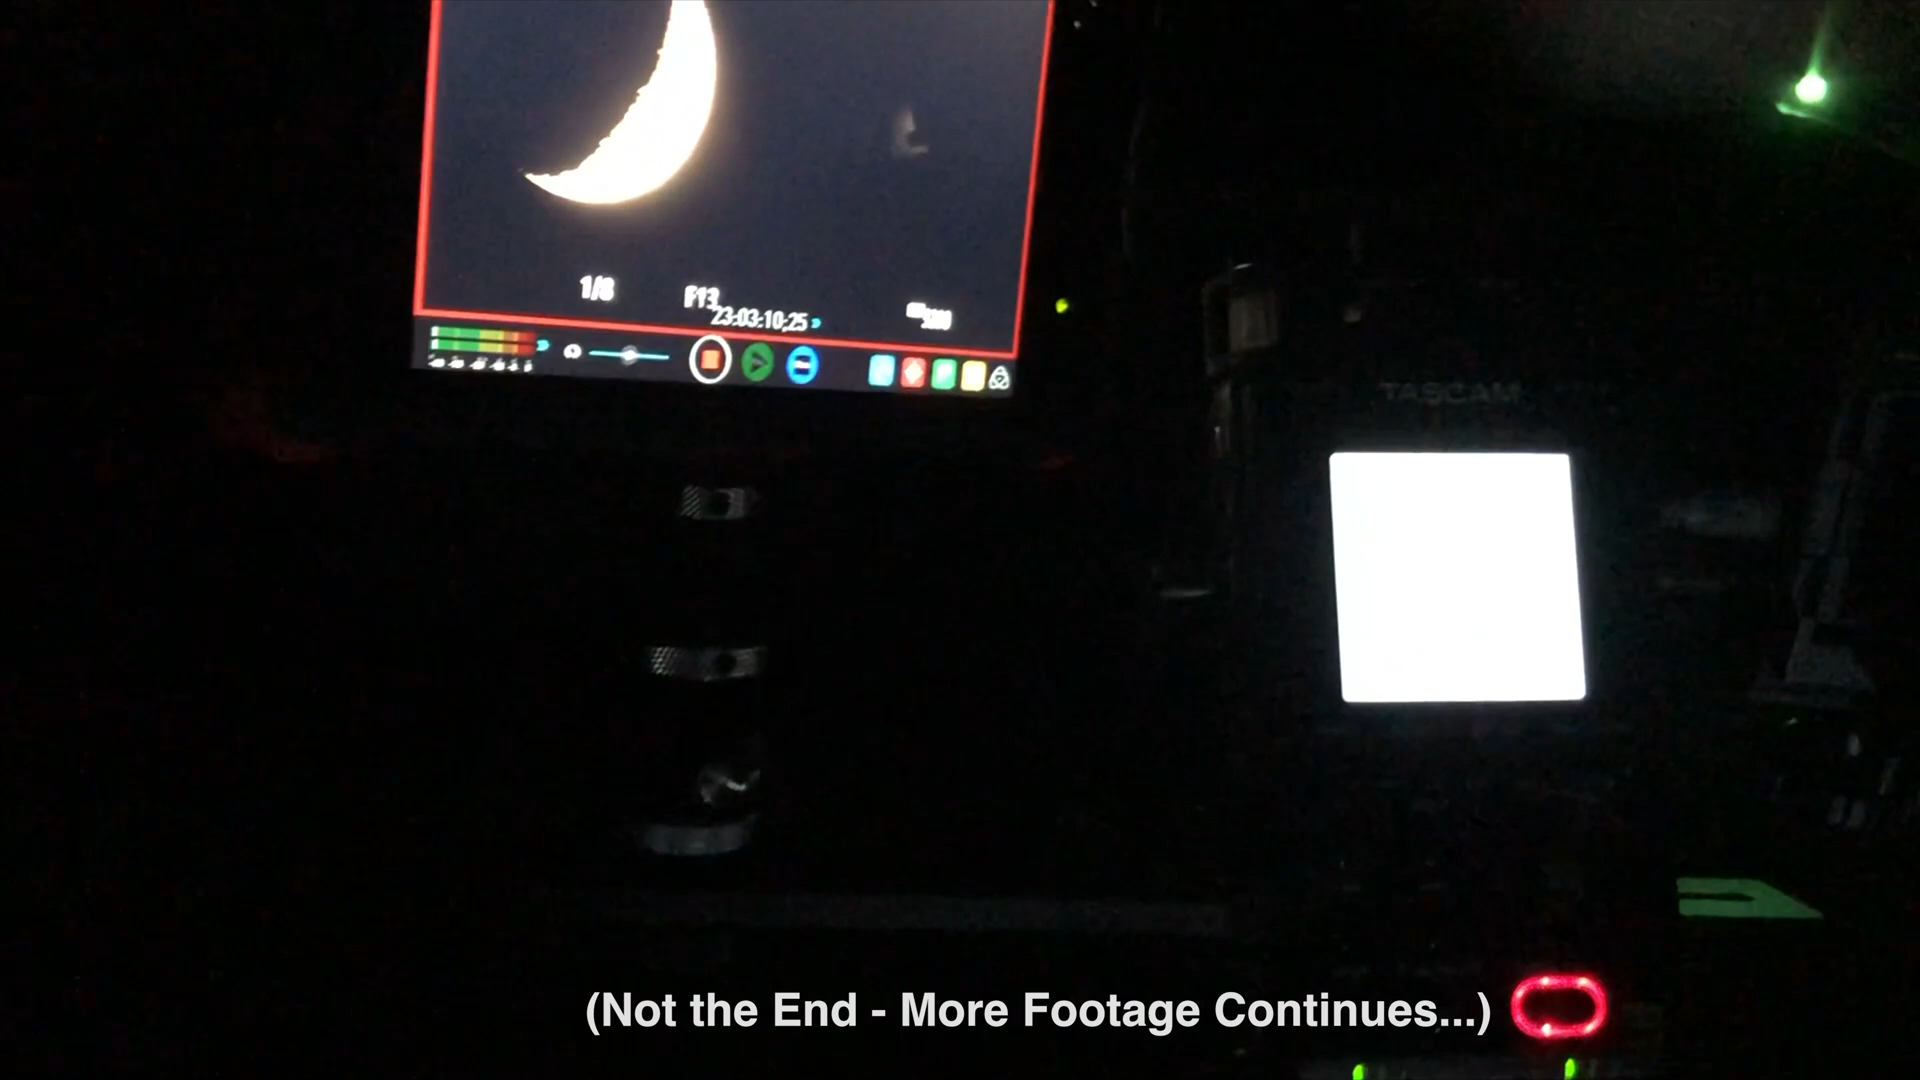 1/8
F13
23:03:10;25
TASCAM
(Not the End - More Footage Continues...)